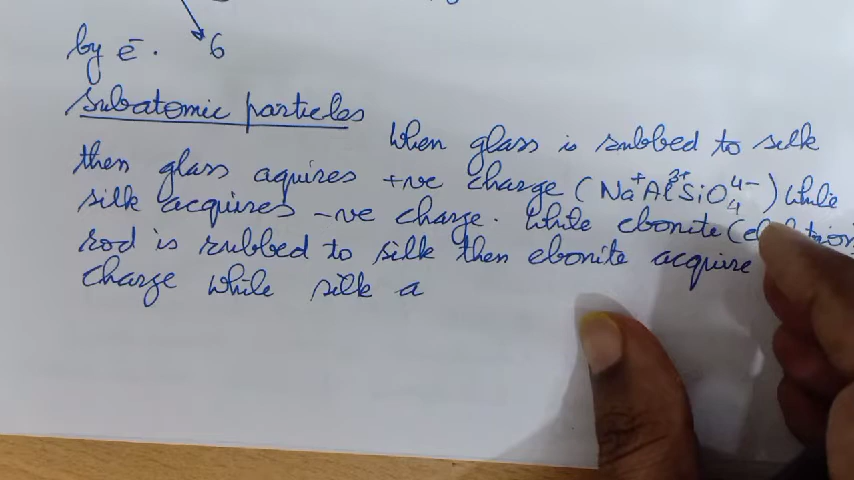 by e⁻.
6
subatomic particles
When glass is rubbed to silk
then glass aquires +ve charge (Na⁺Al³⁺SiO₄⁴⁻) while
silk acquires -ve charge. While ebonite
rod is rubbed to silk then ebonite acquire
charge while silk a